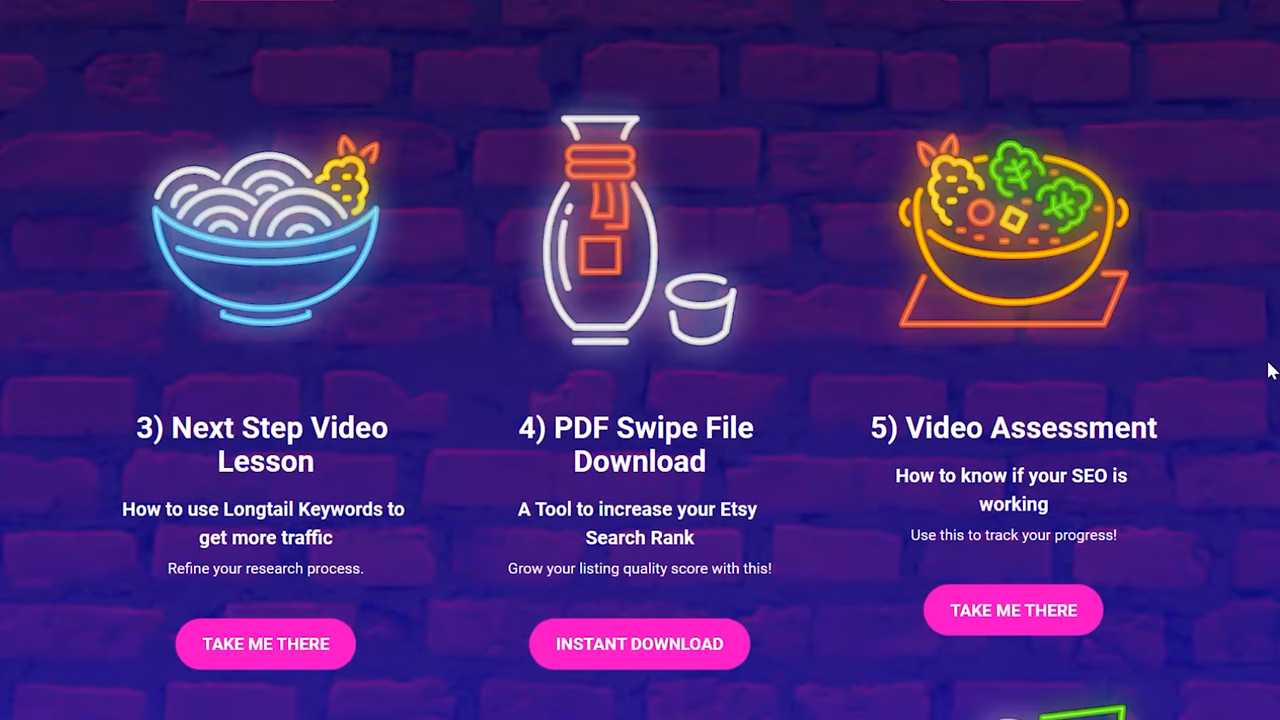 3) Next Step Video
Lesson
How to use Longtail Keywords to
get more traffic
Refine your research process.
TAKE ME THERE
4) PDF Swipe File
Download
A Tool to increase your Etsy
Search Rank
Grow your listing quality score with this!
INSTANT DOWNLOAD
5) Video Assessment
How to know if your SEO is
working
Use this to track your progress!
TAKE ME THERE